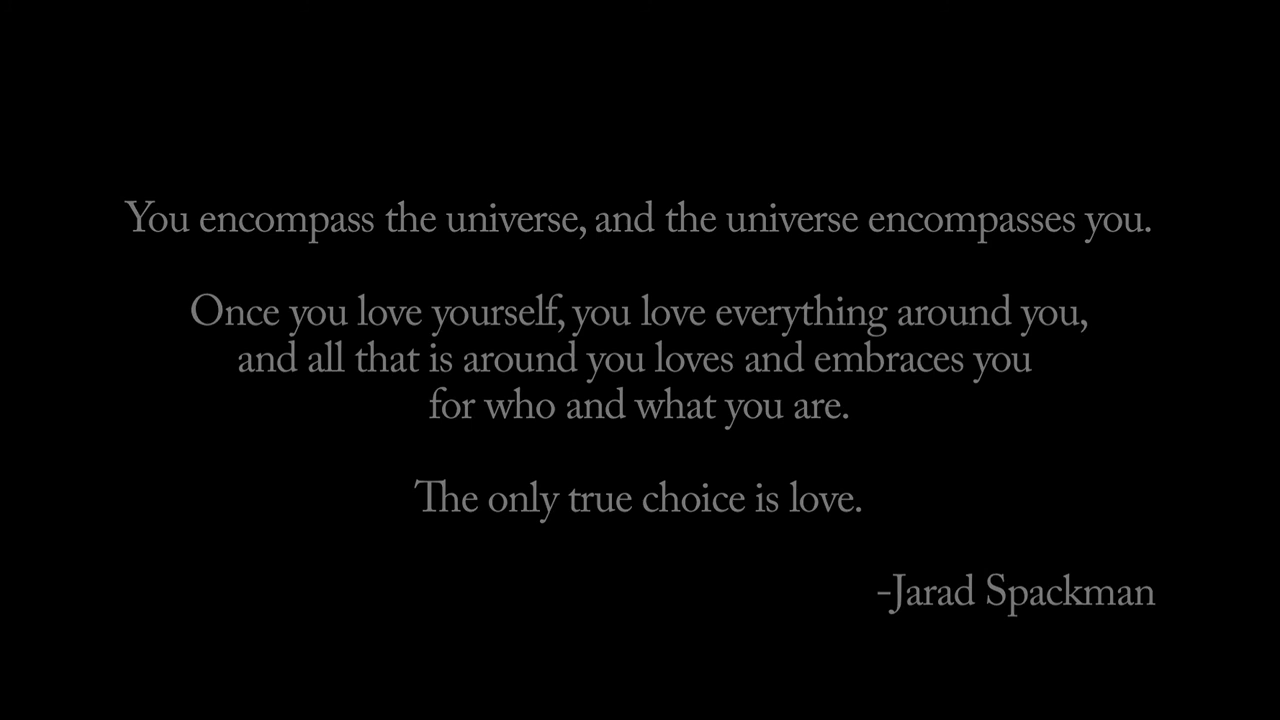 You encompass the universe, and the universe encompasses you.
Once you love yourself, you love everything around you,
and all that is around you loves and embraces you
for who and what you are.
The only true choice is love.
-Jarad Spackman